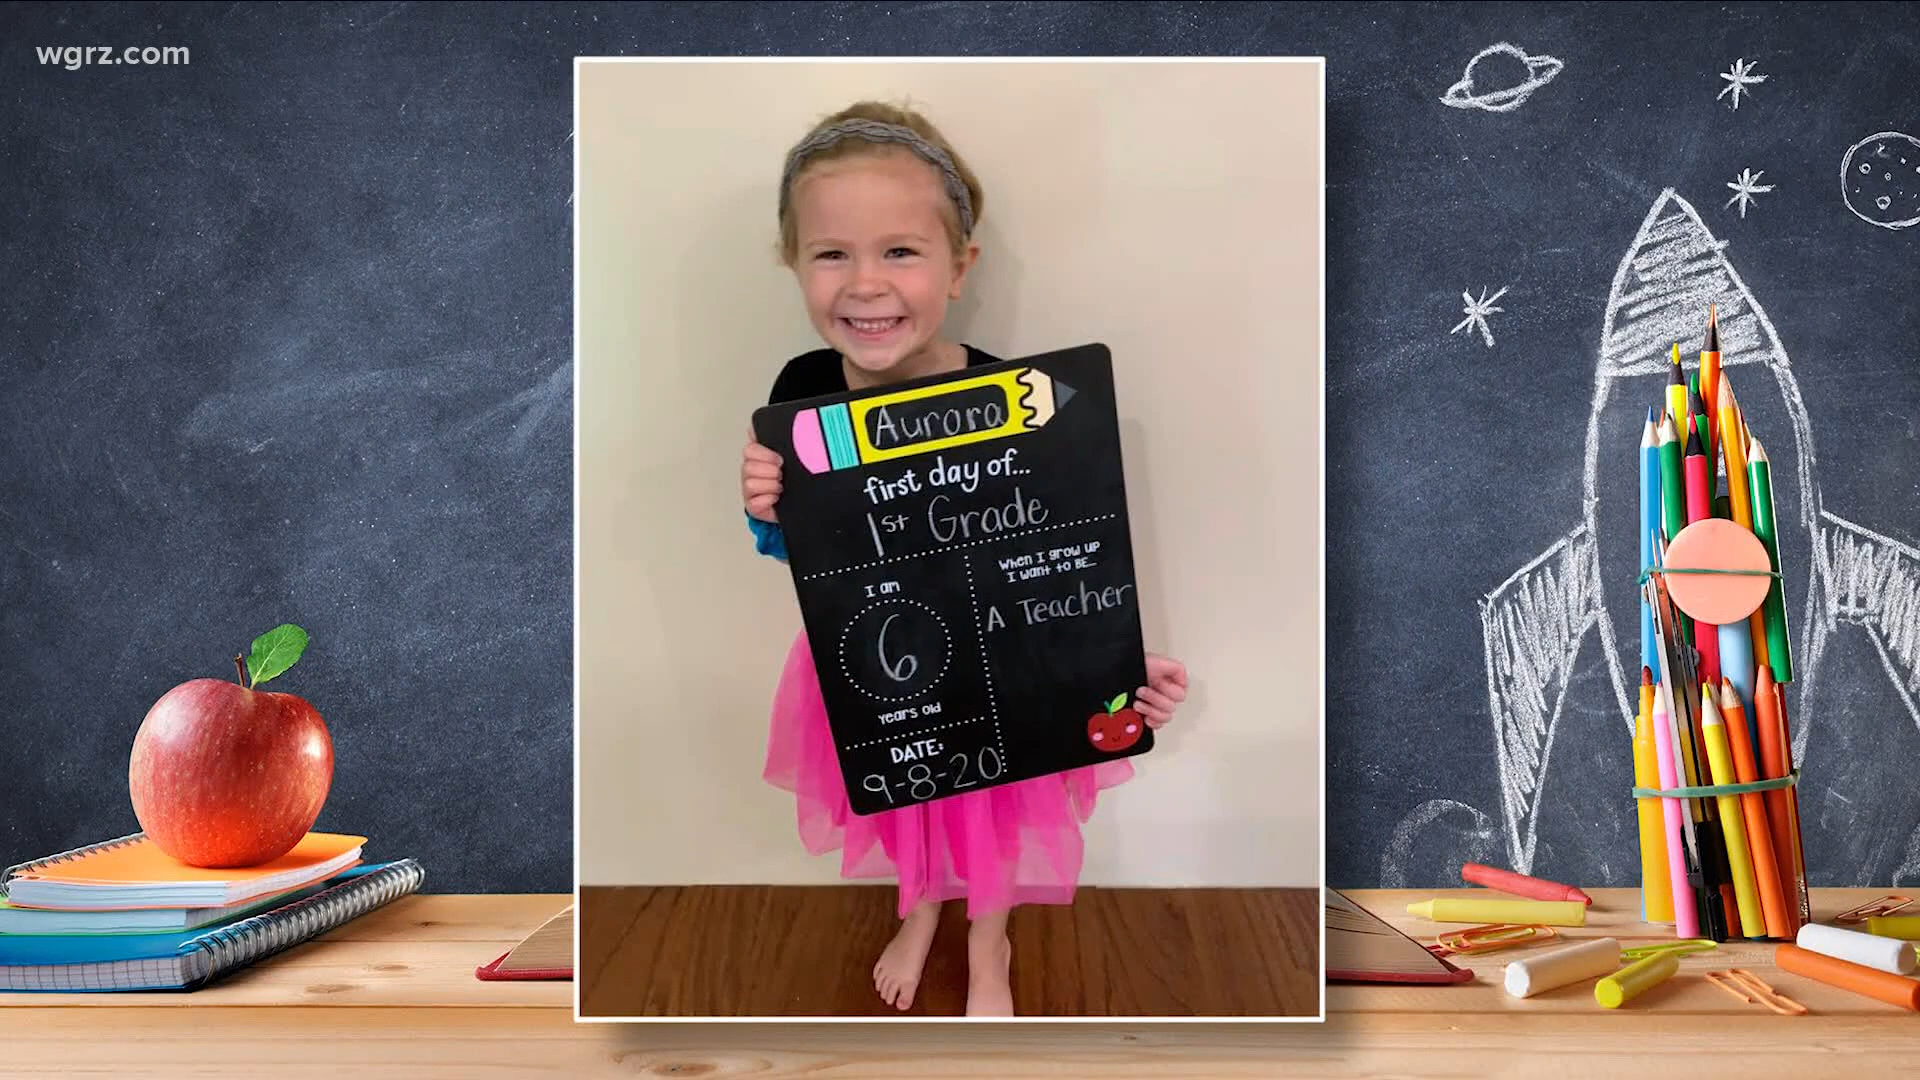 wgrz.com
Aurora
first day of...
1st Grade
I am
6
years old
When I grow up
I want to BE...
A Teacher
DATE:
9-8-20